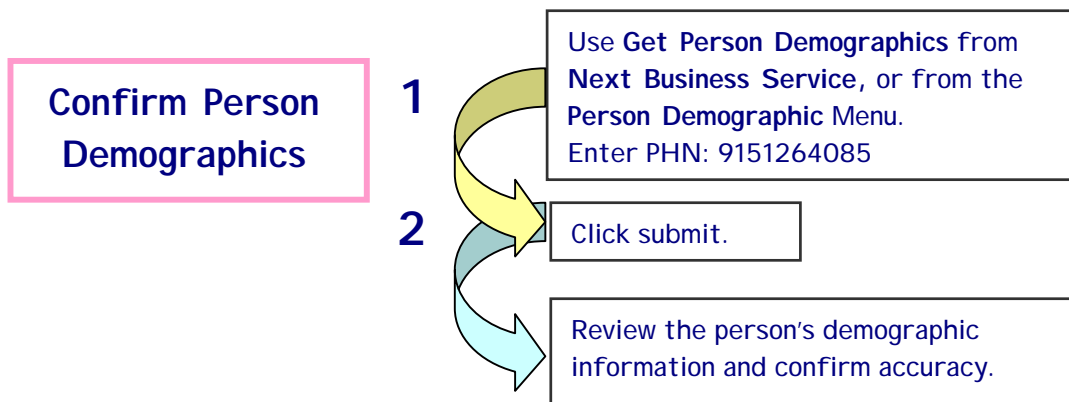 Confirm Person
Demographics
1
Use Get Person Demographics from
Next Business Service, or from the
Person Demographic Menu.
Enter PHN: 9151264085
2
Click submit.
Review the person's demographic
information and confirm accuracy.